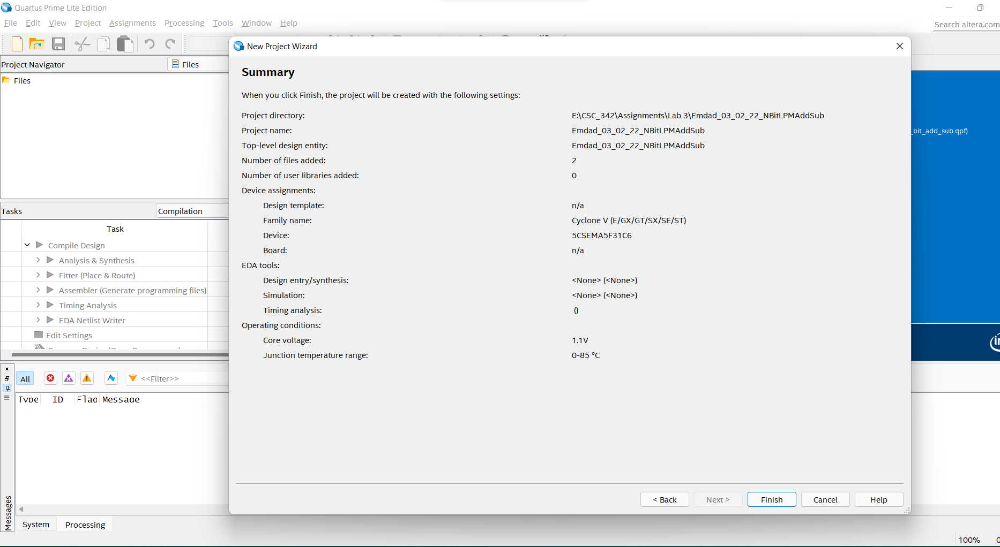 Quartus Prime Lite Edition
File Edit View Project Assignments Processing Tools Window Help
Search altera.com
New Project Wizard
Project Navigator
Files
Files
Summary
When you click Finish, the project will be created with the following settings:
Project directory: E:\CSC_342\Assignments\Lab 3\Emdad_03_02_22_NBitLPMAddSub
Project name: Emdad_03_02_22_NBitLPMAddSub
_bit_add_sub.qpf)
Top-level design entity: Emdad_03_02_22_NBitLPMAddSub
Number of files added: 2
Number of user libraries added: 0
Device assignments:
Design template: n/a
Family name: Cyclone V (E/GX/GT/SX/SE/ST)
Device: 5CSEMA5F31C6
Board: n/a
EDA tools:
Design entry/synthesis: <None> (<None>)
Simulation: <None> (<None>)
Timing analysis: ()
Operating conditions:
Core voltage: 1.1V
Junction temperature range: 0-85 °C
Tasks
Compilation
Task
Compile Design
Analysis & Synthesis
Fitter (Place & Route)
Assembler (Generate programming files)
Timing Analysis
EDA Netlist Writer
Edit Settings
All
<<Filter>>
Type ID Flag Message
< Back Next > Finish Cancel Help
Messages
System Processing
100% 0